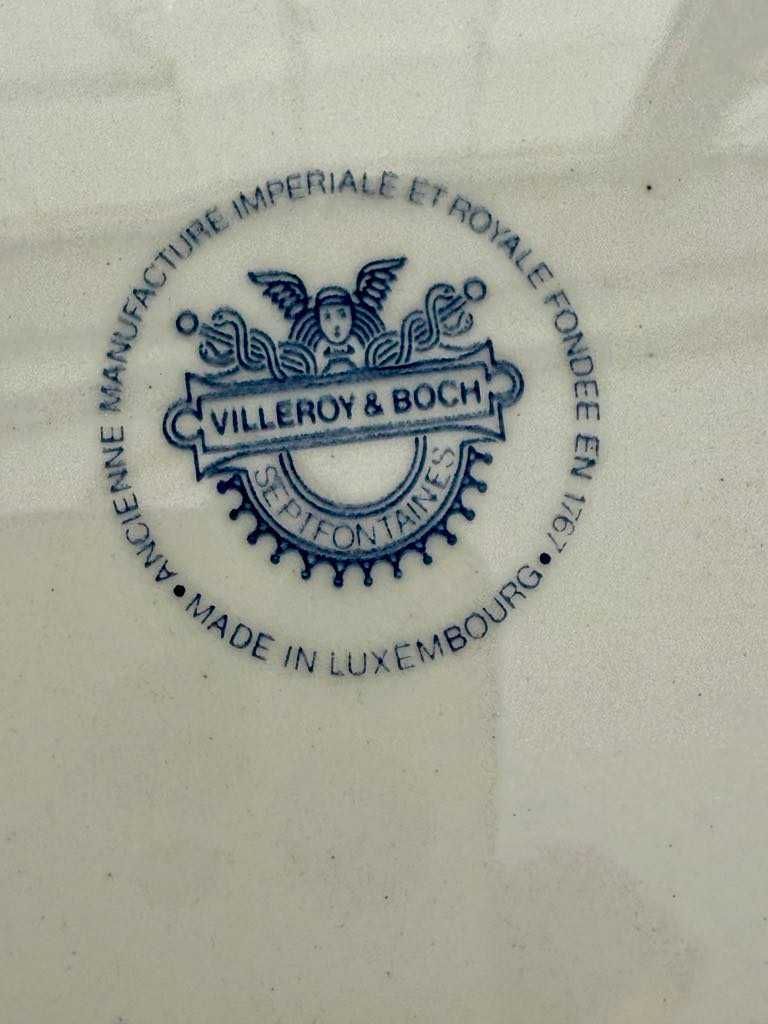 ANCIENNE MANUFACTURE IMPERIALE ET ROYALE FONDEE EN 1767
VILLEROY & BOCH
SEPTFONTAINES
• MADE IN LUXEMBOURG •